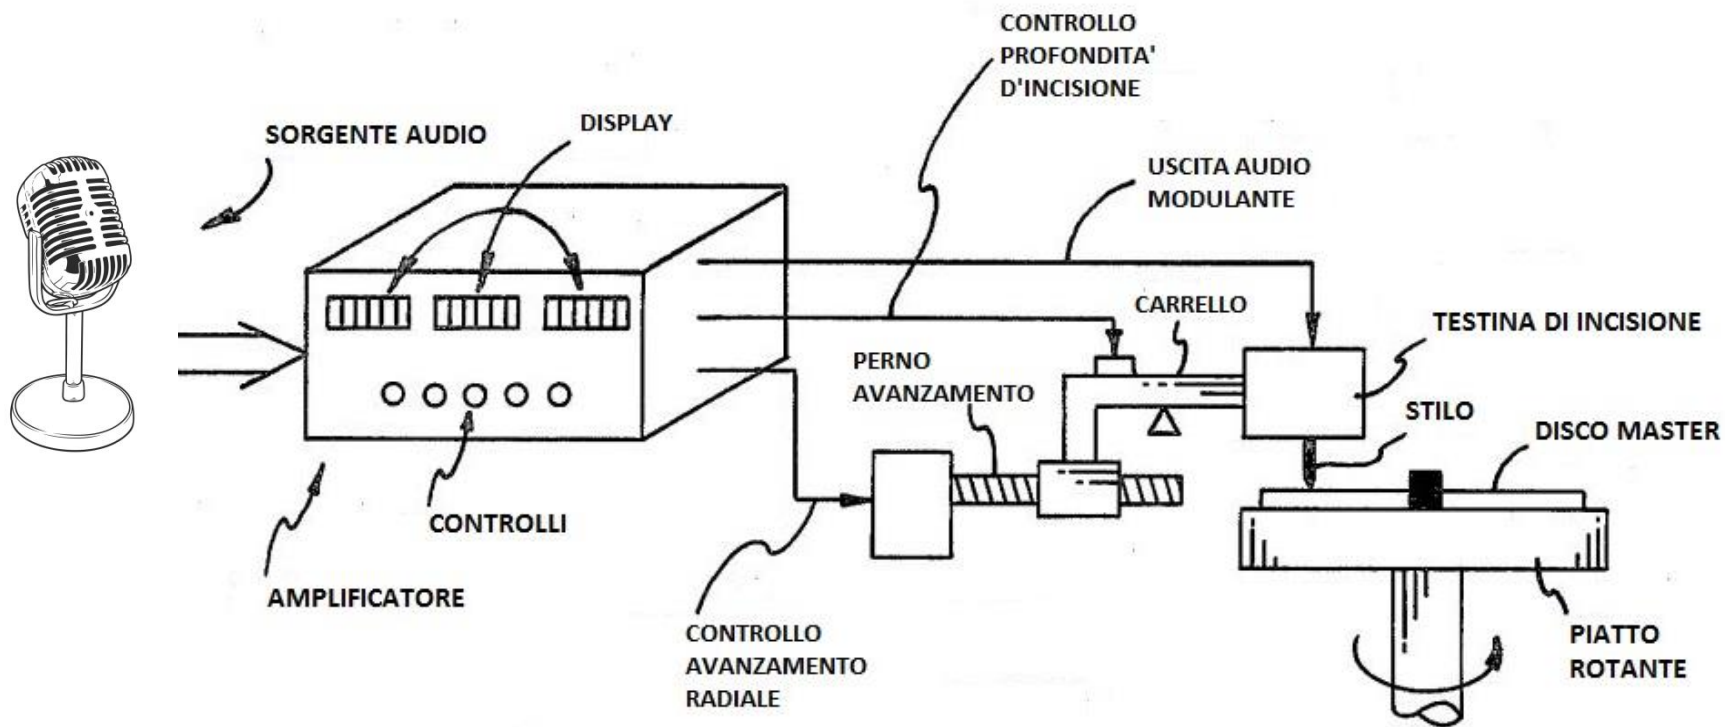 CONTROLLO
PROFONDITA'
D'INCISIONE
SORGENTE AUDIO
DISPLAY
USCITA AUDIO
MODULANTE
CARRELLO
TESTINA DI INCISIONE
PERNO
AVANZAMENTO
STILO
DISCO MASTER
CONTROLLI
AMPLIFICATORE
CONTROLLO
AVANZAMENTO
RADIALE
PIATTO
ROTANTE